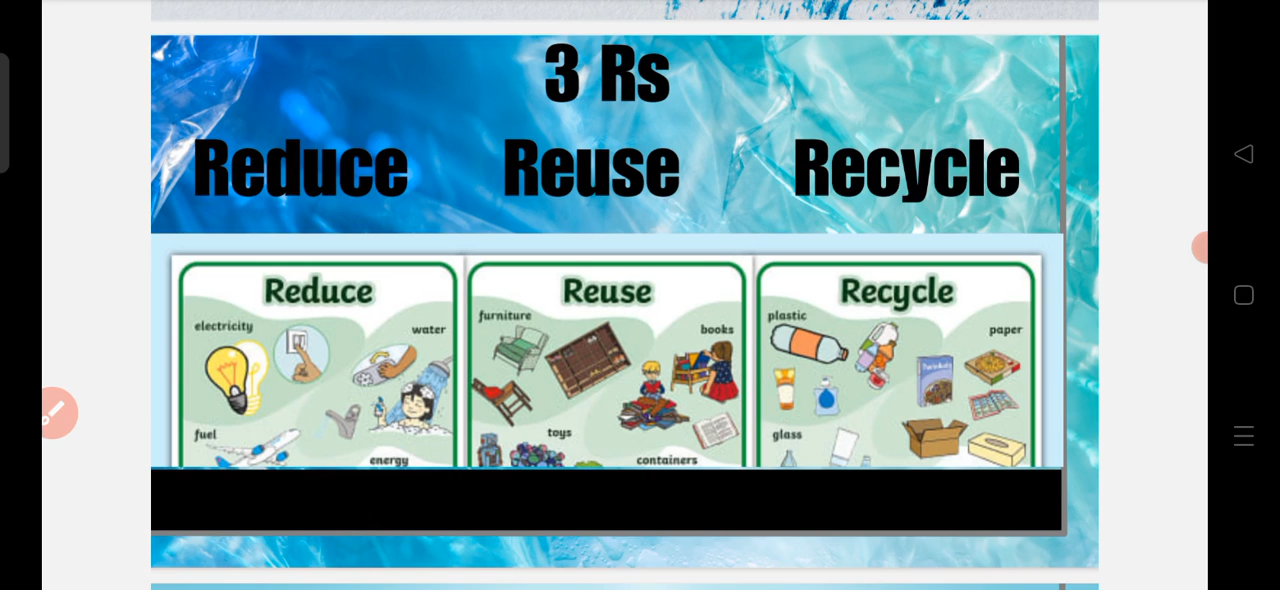 3 Rs
Reduce Reuse Recycle
Reduce
electricity
water
fuel
energy
Reuse
furniture
books
toys
containers
Recycle
plastic
paper
glass